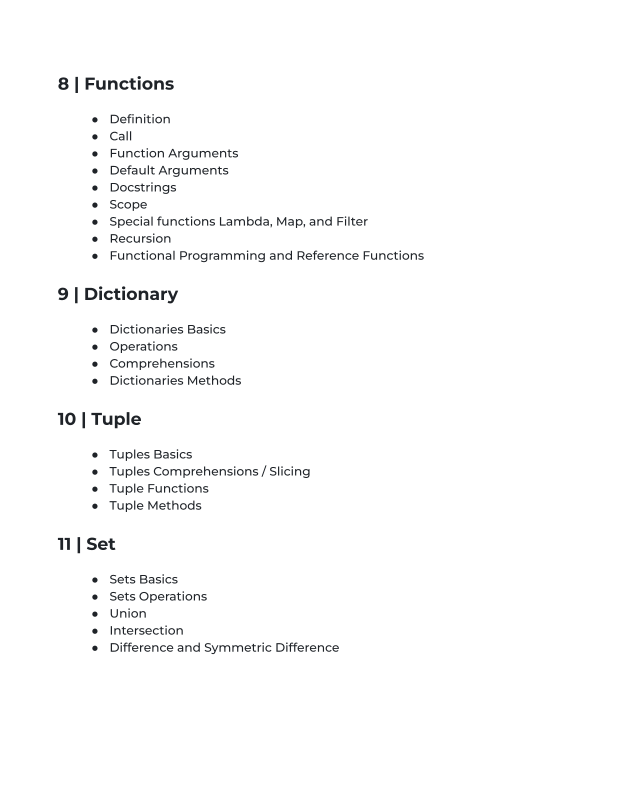 8 | Functions
● Definition
● Call
● Function Arguments
● Default Arguments
● Docstrings
● Scope
● Special functions Lambda, Map, and Filter
● Recursion
● Functional Programming and Reference Functions
9 | Dictionary
● Dictionaries Basics
● Operations
● Comprehensions
● Dictionaries Methods
10 | Tuple
● Tuples Basics
● Tuples Comprehensions / Slicing
● Tuple Functions
● Tuple Methods
11 | Set
● Sets Basics
● Sets Operations
● Union
● Intersection
● Difference and Symmetric Difference